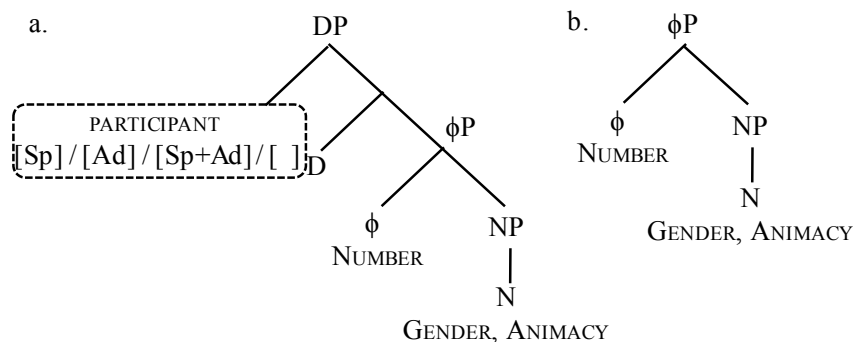 a.
DP
PARTICIPANT
[Sp] / [Ad] / [Sp+Ad] / [ ]
D
ϕP
ϕ
NUMBER
NP
N
GENDER, ANIMACY
b.
ϕP
ϕ
NUMBER
NP
N
GENDER, ANIMACY